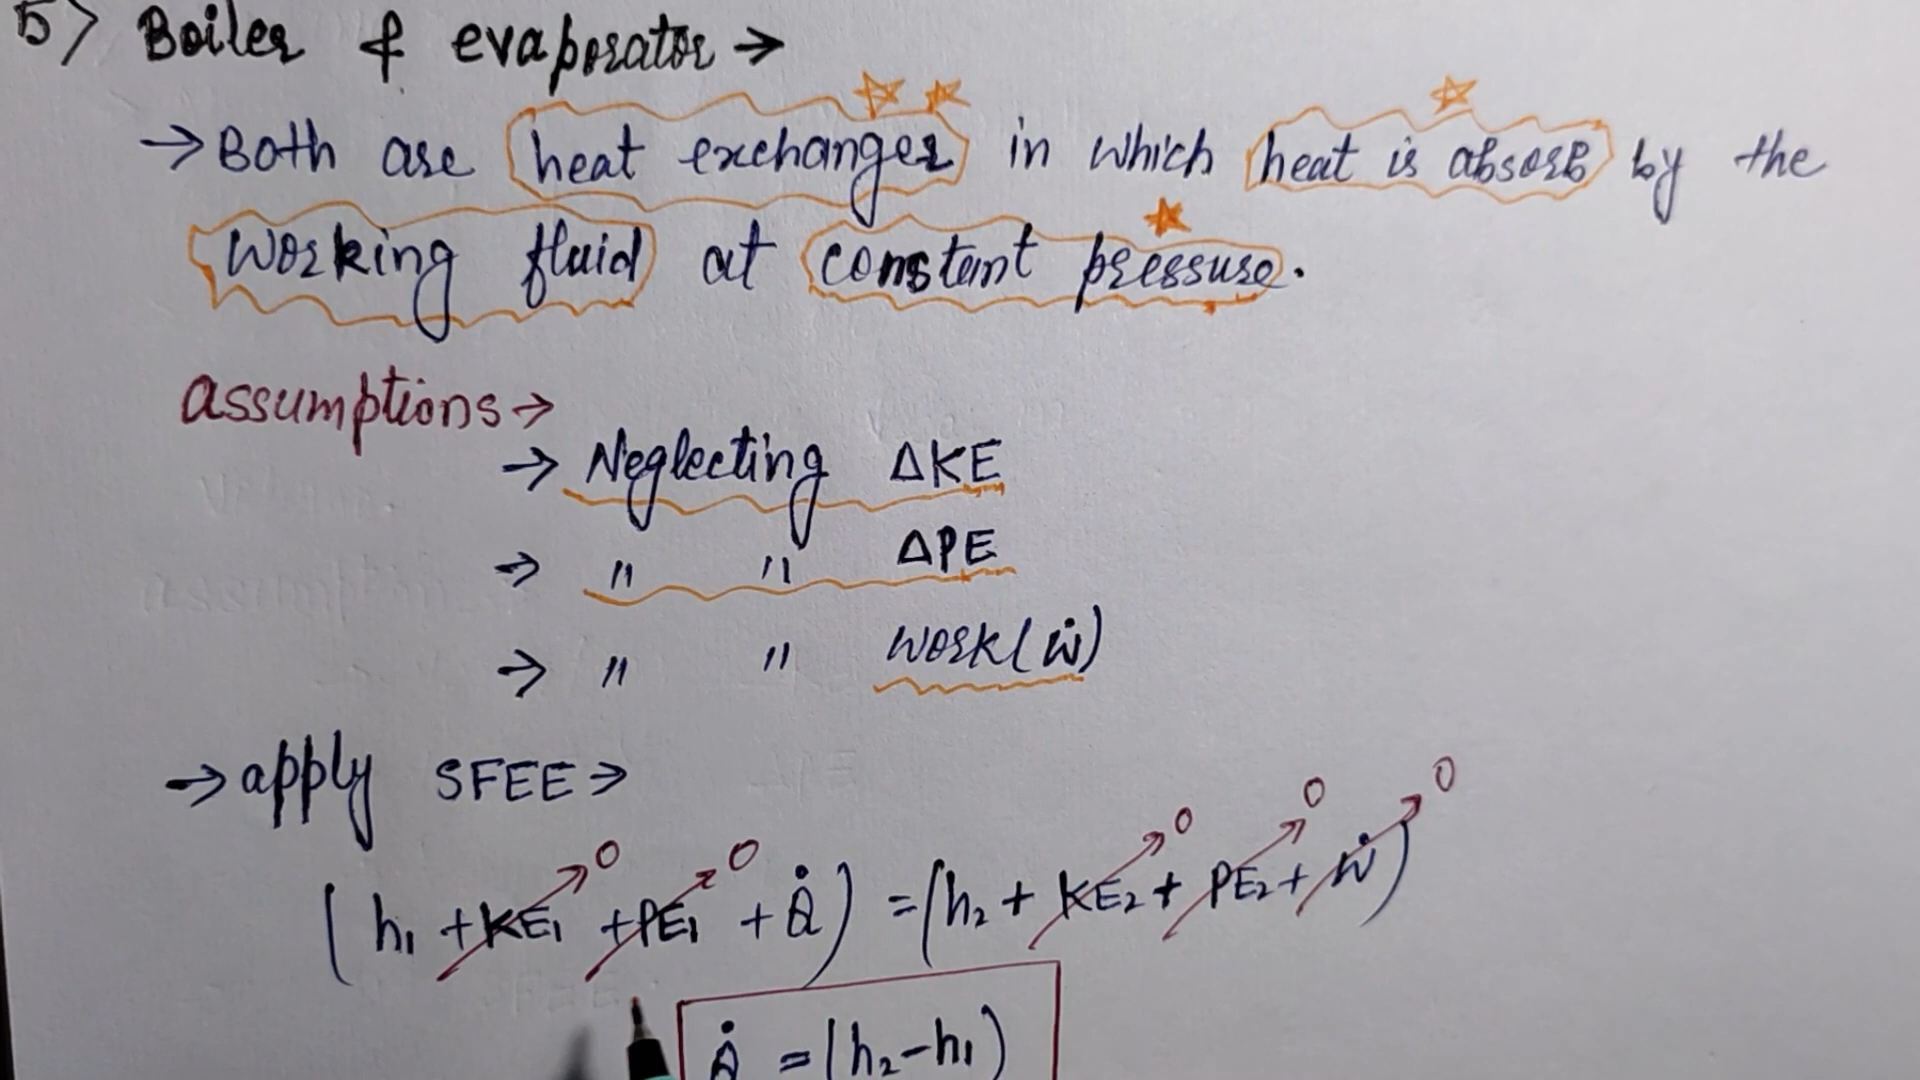 5) Boiler & evaporator →
→ Both are heat exchanger in which heat is absorb by the
working fluid at constant pressure.
assumptions →
→ Neglecting ΔKE
→ " " ΔPE
→ " " work(ẇ)
→ apply SFEE →
0 0 0 0 0
(h₁ + KE₁ + PE₁ + Q̇) = (h₂ + KE₂ + PE₂ + ẇ)
Q̇ = (h₂ - h₁)